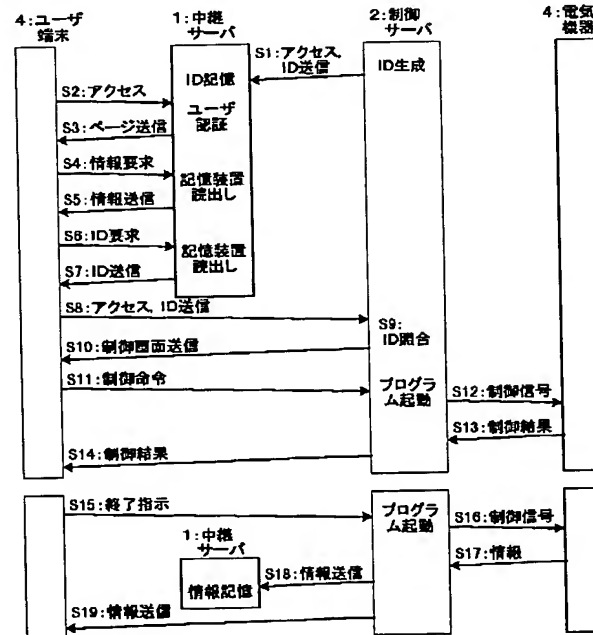 4:ユーザ
端末
1:中継
サーバ
2:制御
サーバ
4:電気
機器
S1:アクセス,
ID送信
ID生成
ID記憶
S2:アクセス
ユーザ
認証
S3:ページ送信
S4:情報要求
記憶装置
読出し
S5:情報送信
S6:ID要求
記憶装置
読出し
S7:ID送信
S8:アクセス, ID送信
S9:
ID照合
S10:制御画面送信
S11:制御命令
プログラ
ム起動
S12:制御信号
S13:制御結果
S14:制御結果
S15:終了指示
プログラ
ム起動
S16:制御信号
1:中継
サーバ
S17:情報
S18:情報送信
情報記憶
S19:情報送信